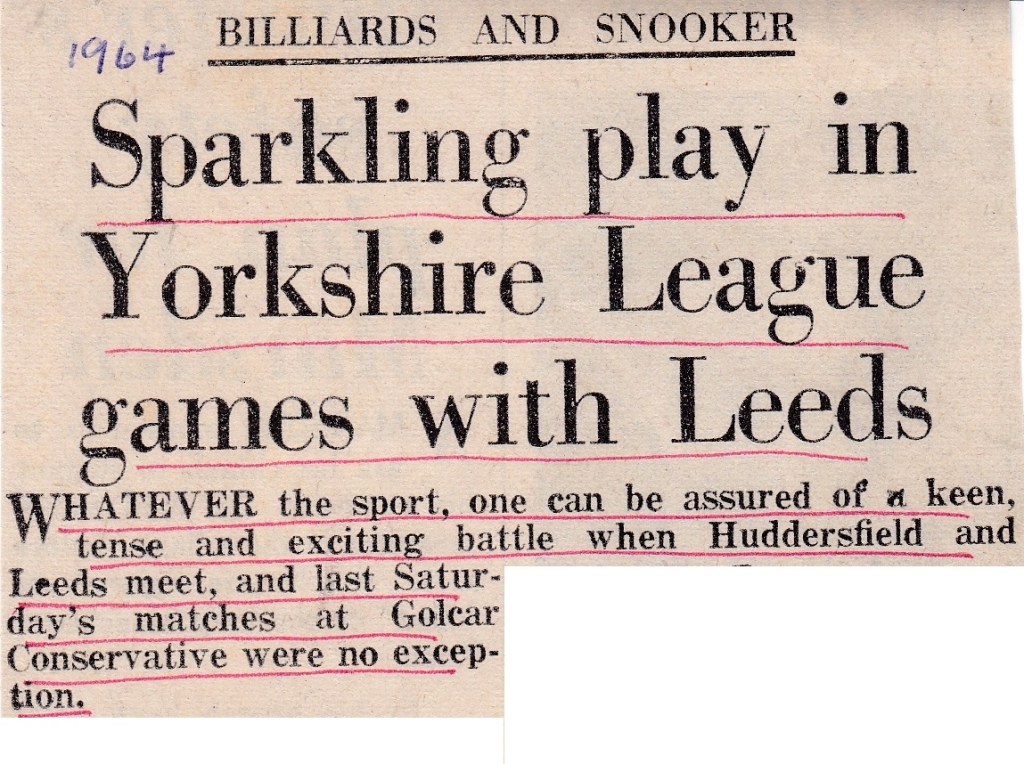 BILLIARDS AND SNOOKER
1964
Sparkling play in
Yorkshire League
games with Leeds
WHATEVER the sport, one can be assured of a keen,
tense and exciting battle when Huddersfield and
Leeds meet, and last Satur-
day's matches at Golcar
Conservative were no excep-
tion.